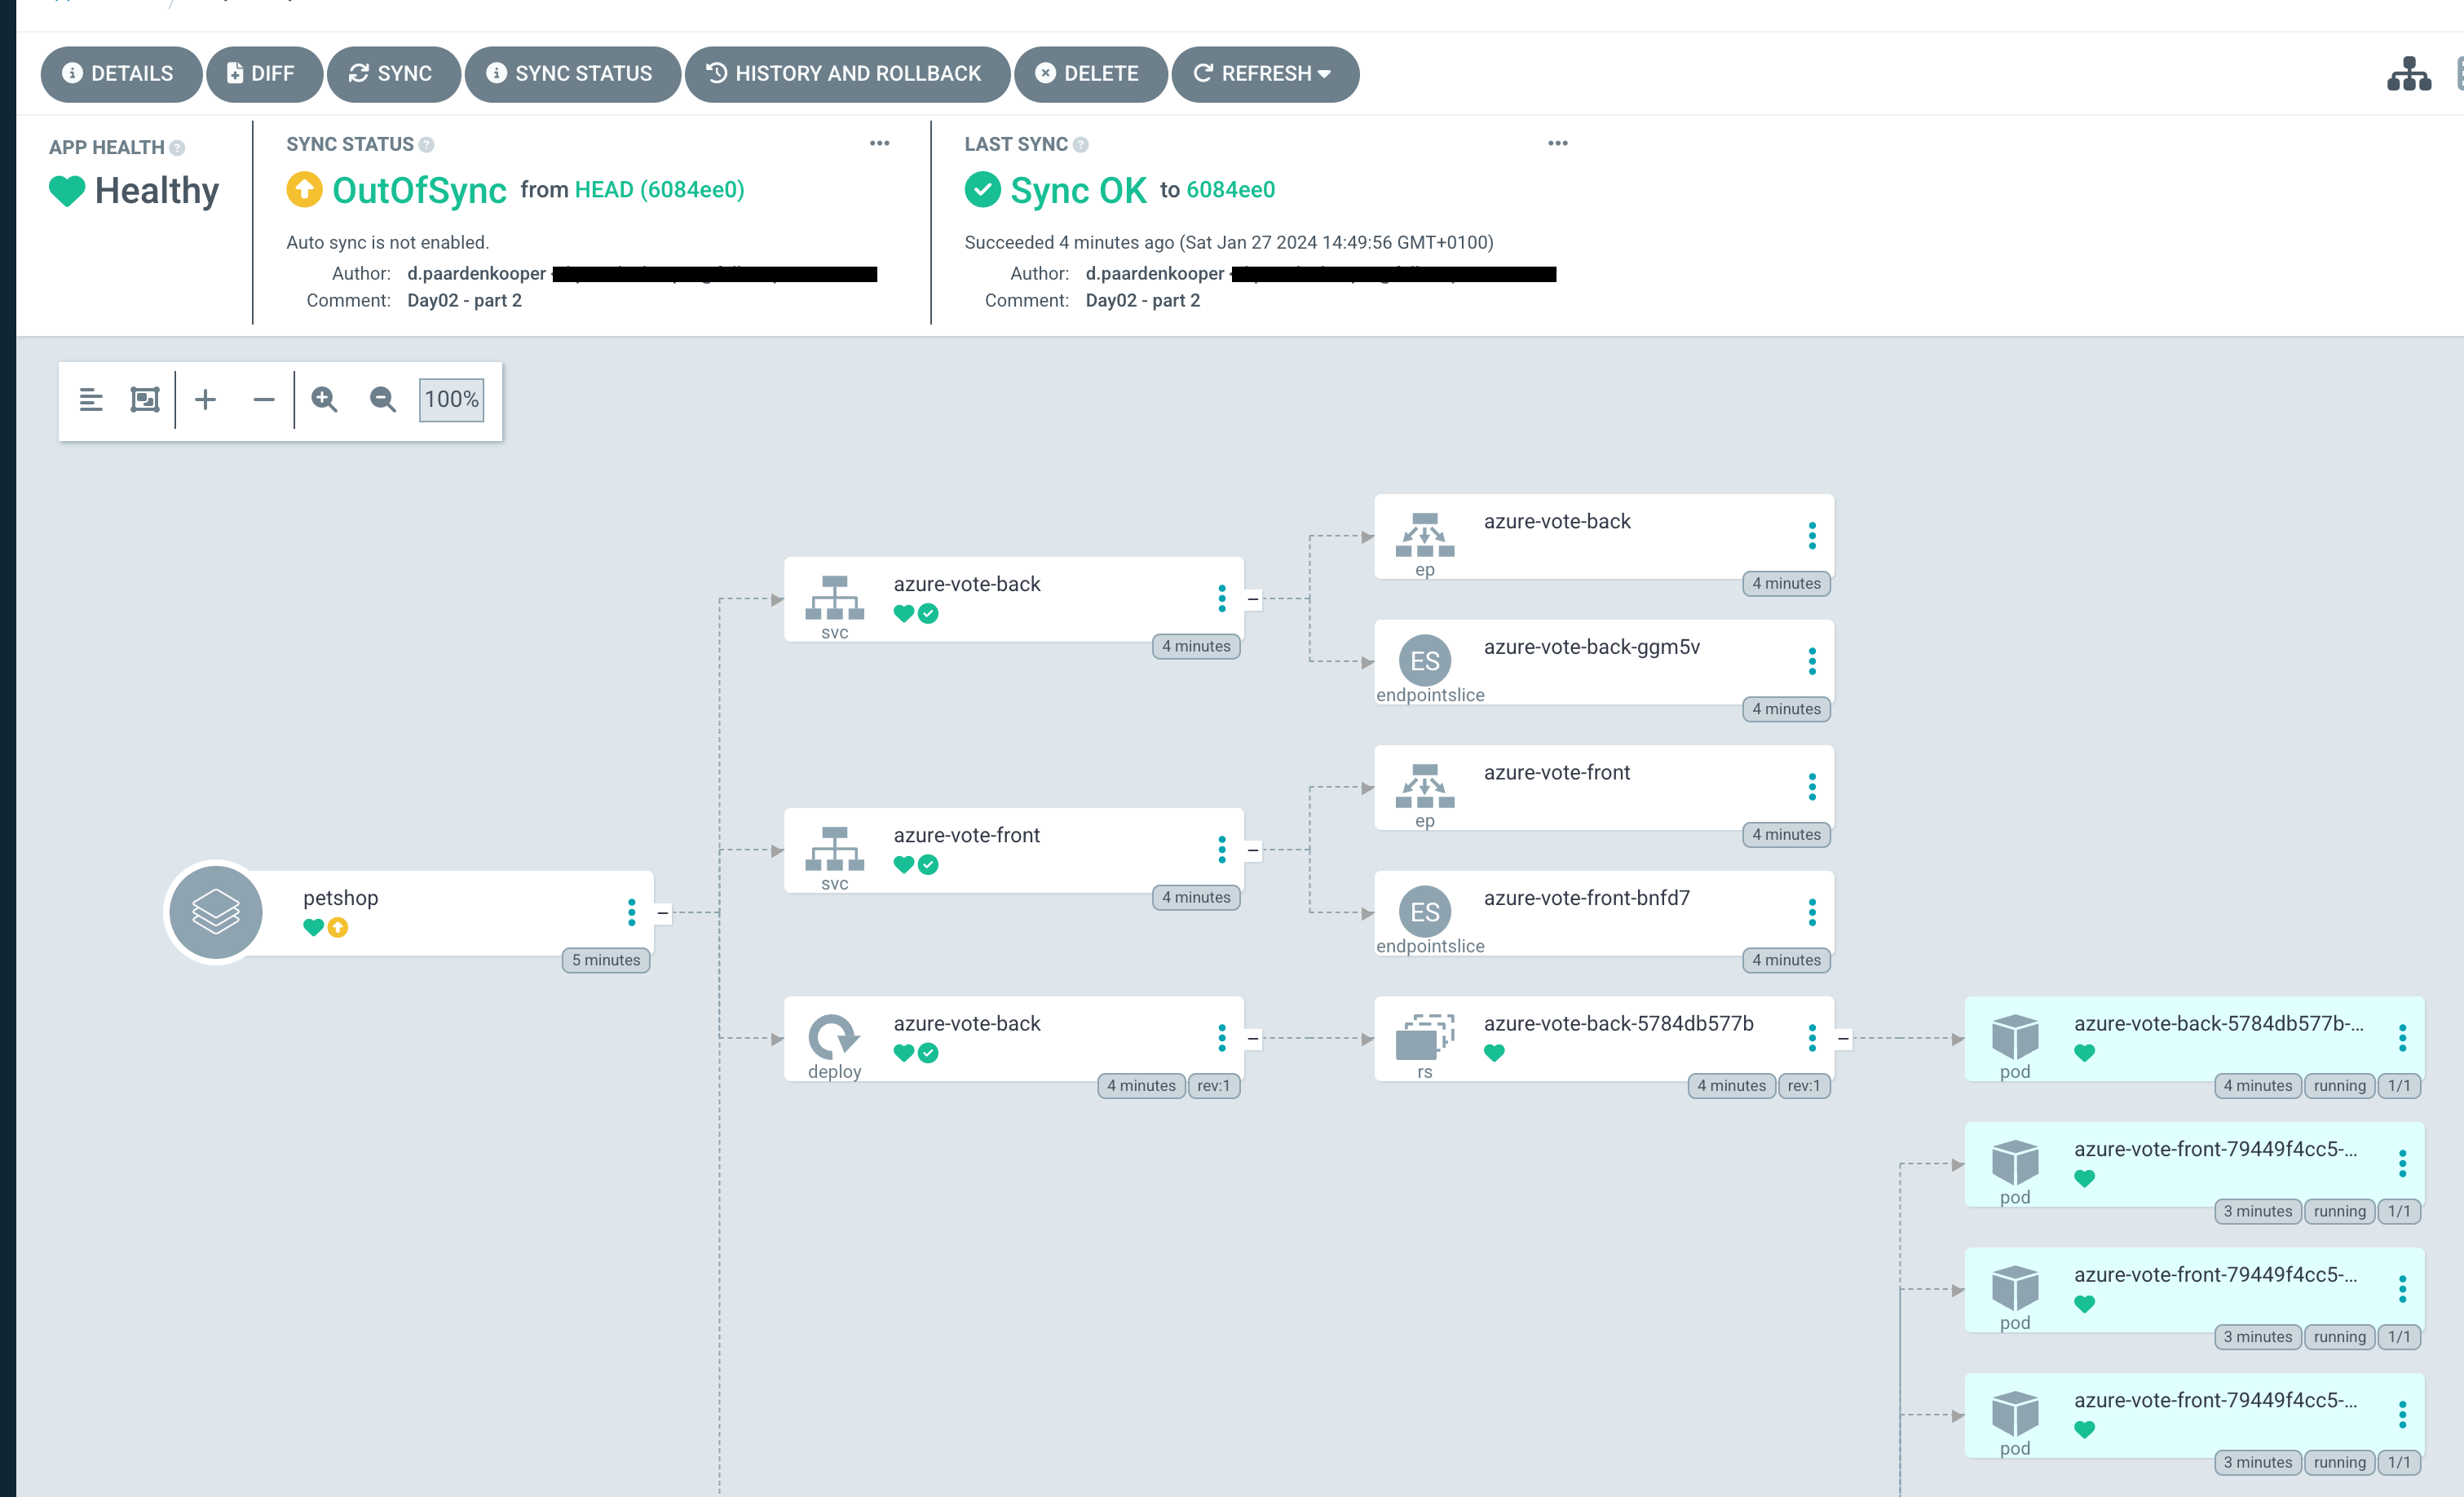 DETAILS
DIFF
SYNC
SYNC STATUS
HISTORY AND ROLLBACK
DELETE
REFRESH
APP HEALTH
Healthy
SYNC STATUS
OutOfSync from HEAD (6084ee0)
Auto sync is not enabled.
Author: d.paardenkooper
Comment: Day02 - part 2
LAST SYNC
Sync OK to 6084ee0
Succeeded 4 minutes ago (Sat Jan 27 2024 14:49:56 GMT+0100)
Author: d.paardenkooper
Comment: Day02 - part 2
100%
azure-vote-back
ep
4 minutes
azure-vote-back
svc
4 minutes
azure-vote-back-ggm5v
ES
endpointslice
4 minutes
azure-vote-front
ep
4 minutes
azure-vote-front
svc
4 minutes
petshop
5 minutes
azure-vote-front-bnfd7
ES
endpointslice
4 minutes
azure-vote-back
deploy
4 minutes rev:1
azure-vote-back-5784db577b
rs
4 minutes rev:1
azure-vote-back-5784db577b-...
pod
4 minutes running 1/1
azure-vote-front-79449f4cc5-...
pod
3 minutes running 1/1
azure-vote-front-79449f4cc5-...
pod
3 minutes running 1/1
azure-vote-front-79449f4cc5-...
pod
3 minutes running 1/1